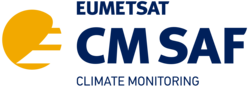 EUMETSAT
CM SAF
CLIMATE MONITORING